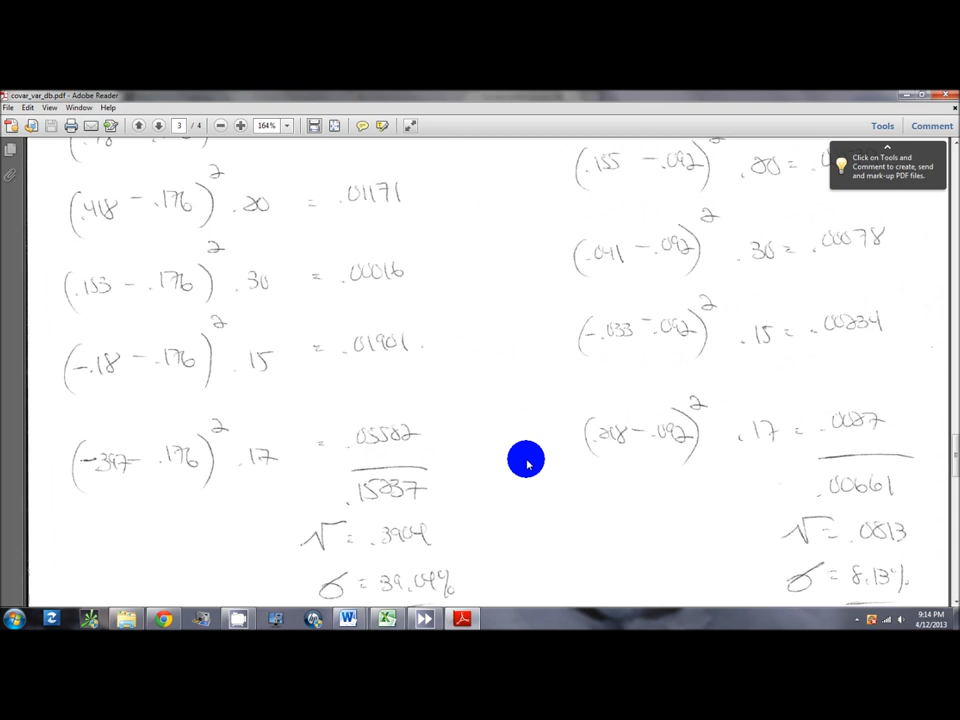 covar_var_db.pdf - Adobe Reader
File Edit View Window Help
3 / 4 164% Tools Comment
Click on Tools and
Comment to create, send
and mark-up PDF files.
(.418 - .176)² .20 = .01171
(.153 - .176)² .30 = .00016
(-.18 - .176)² .15 = .01901
(-.397 - .176)² .17 = .05582
.15237
√ = .3904
σ = 39.04%
(.155 - .092)² .20 =
(.041 - .092)² .30 = .00078
(-.033 - .092)² .15 = .00234
(.208 - .092)² .17 = .0087
.00661
√ = .0813
σ = 8.13%
9:14 PM
4/12/2013